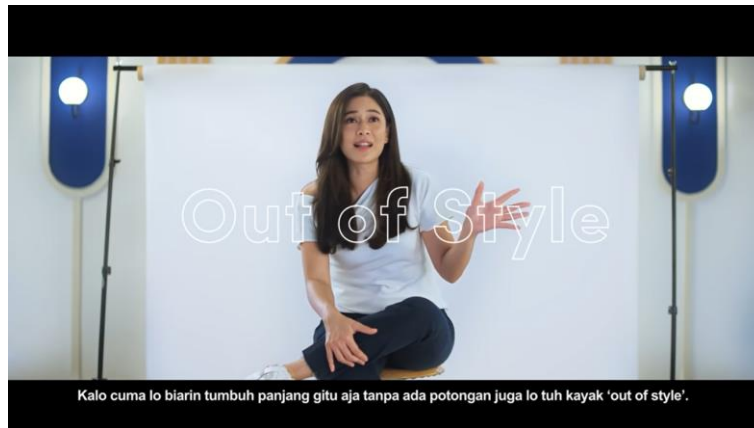 Out of Style
Kalo cuma lo biarin tumbuh panjang gitu aja tanpa ada potongan juga lo tuh kayak ‘out of style’.